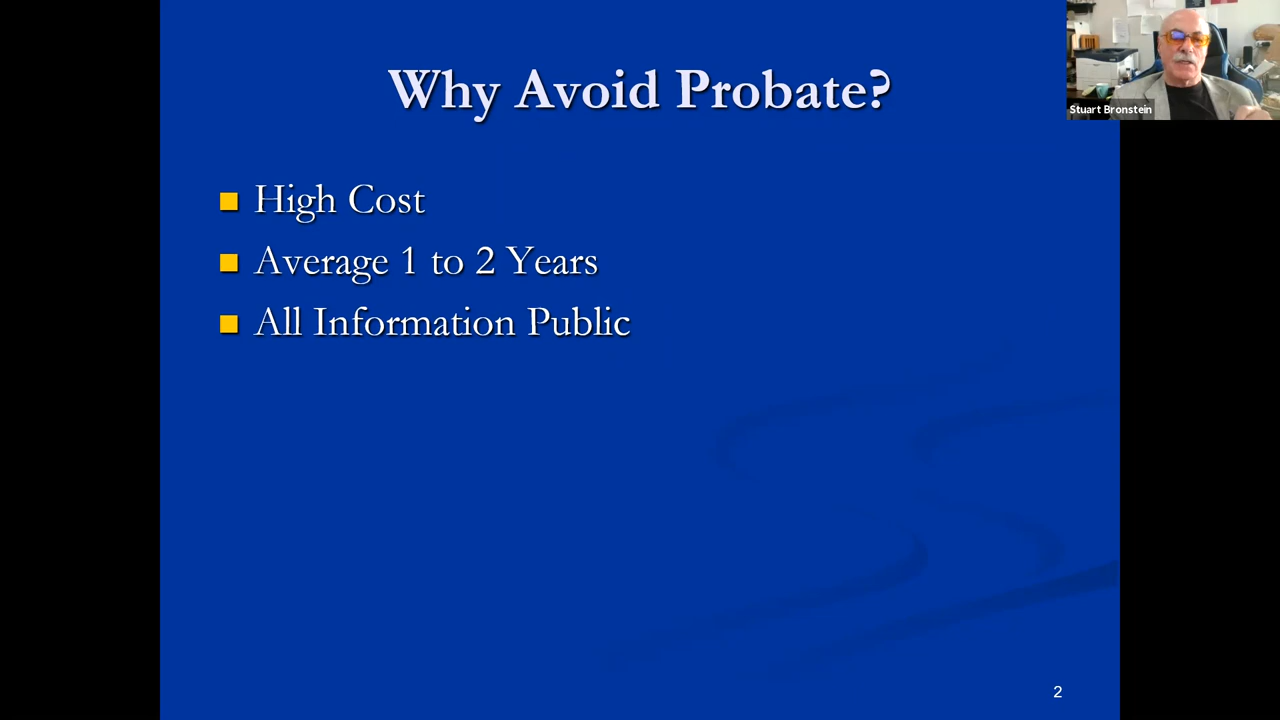 Why Avoid Probate?
Stuart Bronstein
High Cost
Average 1 to 2 Years
All Information Public
2